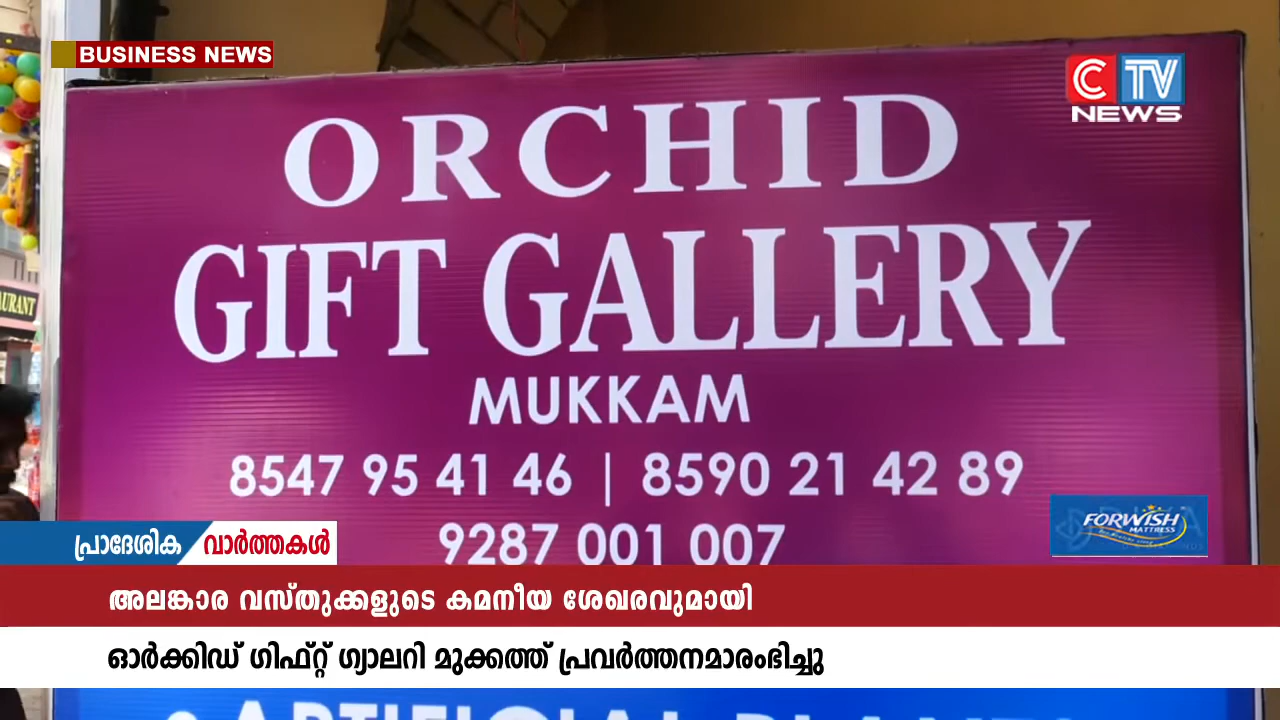 BUSINESS NEWS
CTV
NEWS
ORCHID
GIFT GALLERY
MUKKAM
8547 95 41 46 | 8590 21 42 89
9287 001 007
FORWISH
MATTRESS
പ്രാദേശിക വാർത്തകൾ
അലങ്കാര വസ്തുക്കളുടെ കമനീയ ശേഖരവുമായി
ഓർക്കിഡ് ഗിഫ്റ്റ് ഗ്യാലറി മുക്കത്ത് പ്രവർത്തനമാരംഭിച്ചു